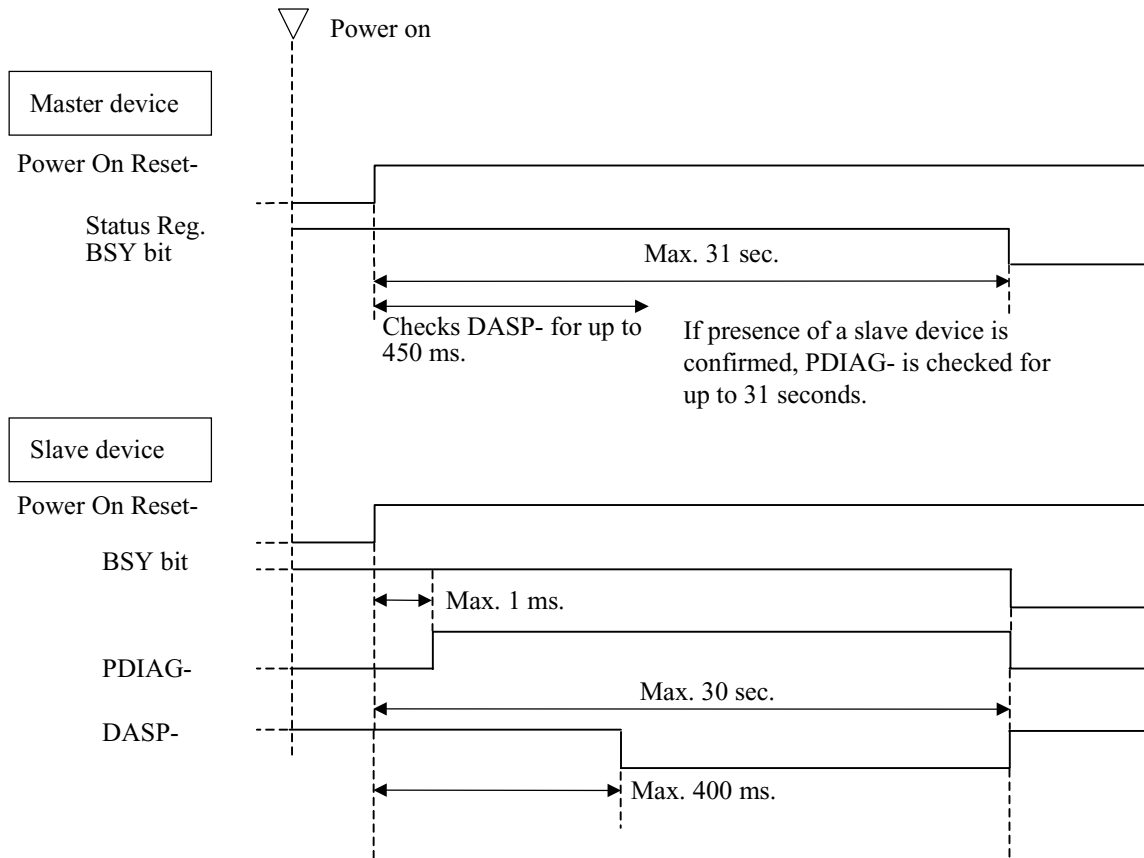 Power on
Master device
Power On Reset-
Status Reg.
BSY bit
Max. 31 sec.
Checks DASP- for up to
450 ms.
If presence of a slave device is
confirmed, PDIAG- is checked for
up to 31 seconds.
Slave device
Power On Reset-
BSY bit
Max. 1 ms.
PDIAG-
Max. 30 sec.
DASP-
Max. 400 ms.